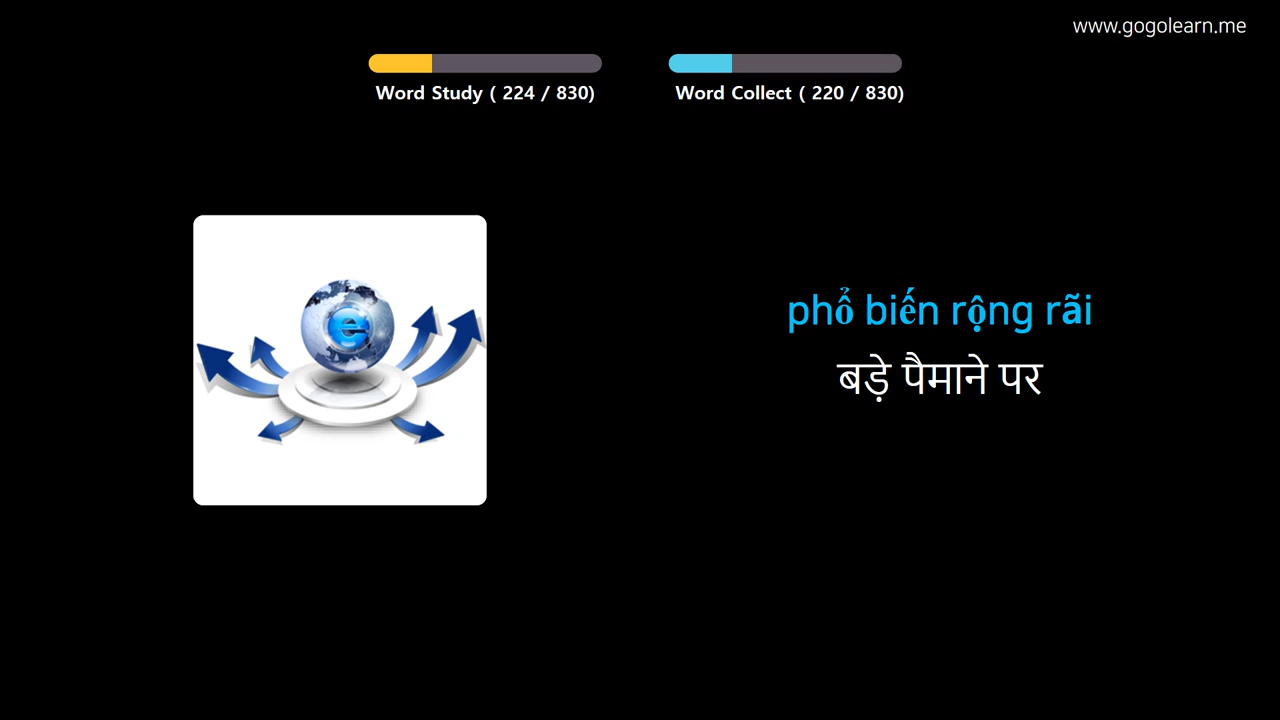 www.gogolearn.me
Word Study ( 224 / 830)
Word Collect ( 220 / 830)
e
phổ biến rộng rãi
बड़े पैमाने पर